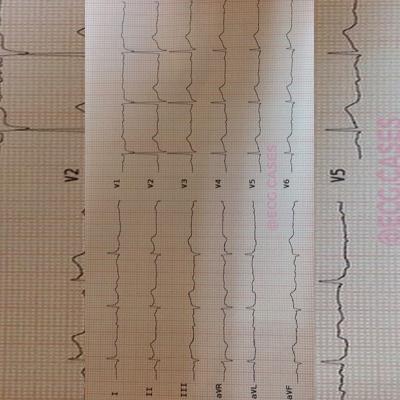 V1
V2
V3
V4
V5
V6
I
II
III
aVR
aVL
aVF
@ECG.CASES
V2
V5
@ECG.CASES